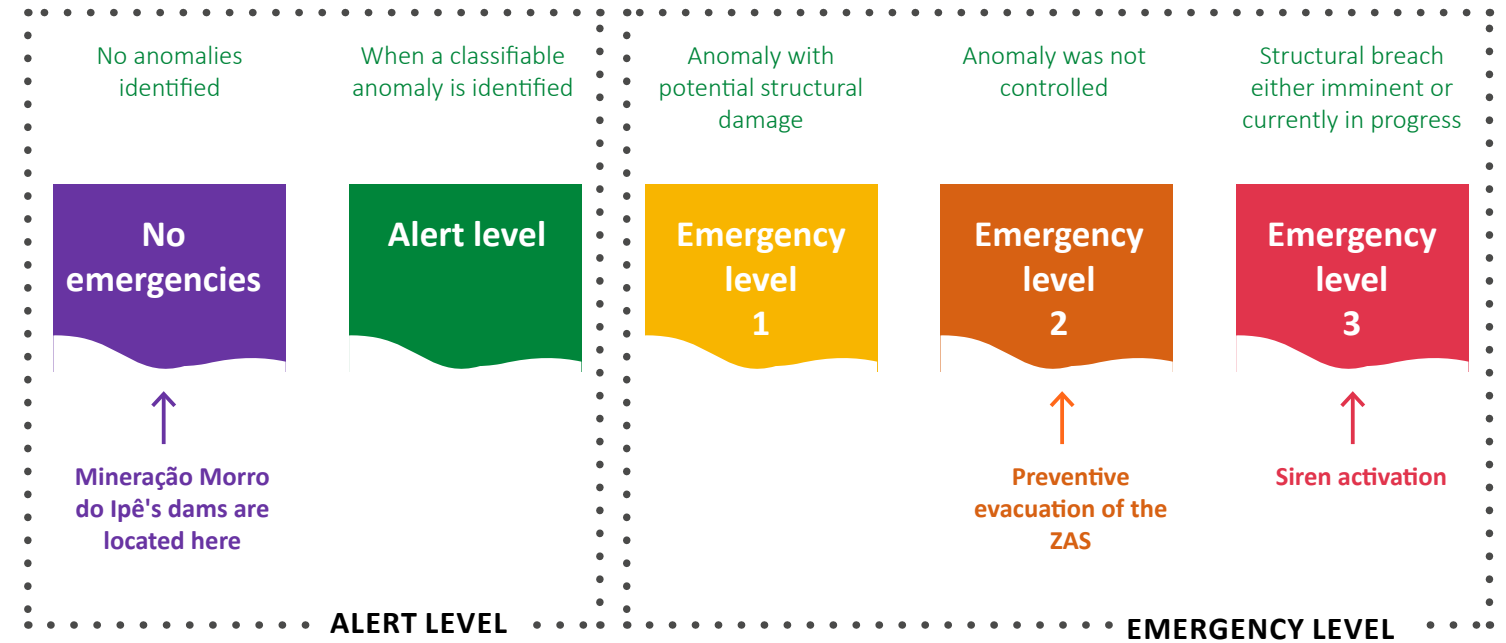 No anomalies
identified
When a classifiable
anomaly is identified
Anomaly with
potential structural
damage
Anomaly was not
controlled
Structural breach
either imminent or
currently in progress
No
emergencies
Alert level
Emergency
level
1
Emergency
level
2
Emergency
level
3
Mineração Morro
do Ipê's dams are
located here
Preventive
evacuation of the
ZAS
Siren activation
ALERT LEVEL
EMERGENCY LEVEL